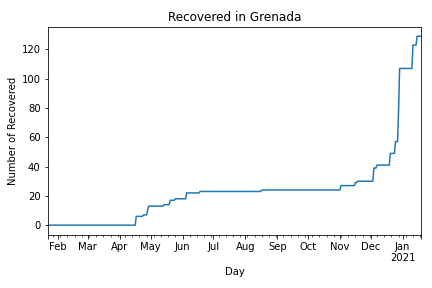 Recovered in Grenada
Number of Recovered
120
100
80
60
40
20
0
Feb Mar Apr May Jun Jul Aug Sep Oct Nov Dec Jan
2021
Day